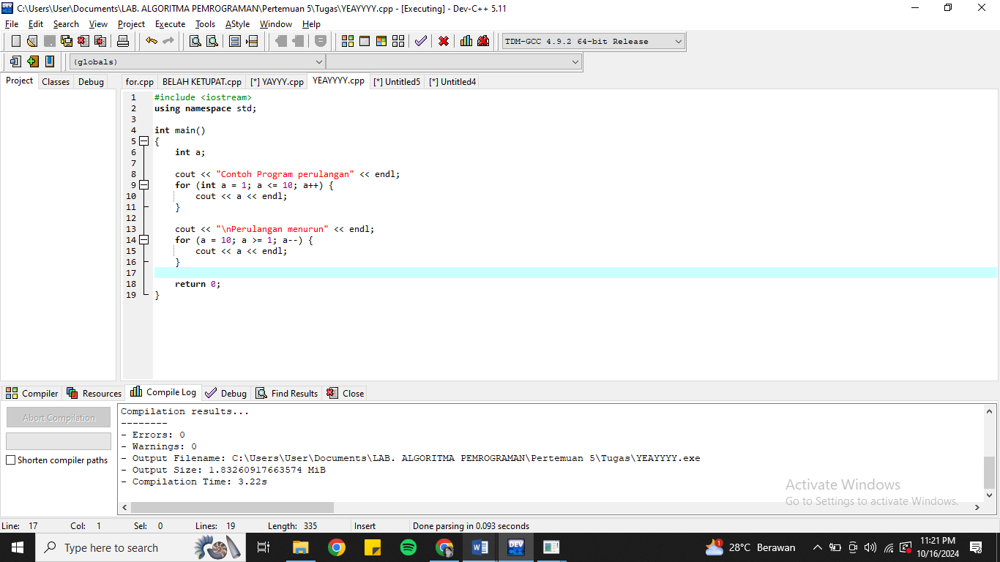 C:\Users\User\Documents\LAB. ALGORITMA PEMROGRAMAN\Pertemuan 5\Tugas\YEAYYYY.cpp - [Executing] - Dev-C++ 5.11
File Edit Search View Project Execute Tools AStyle Window Help
TDM-GCC 4.9.2 64-bit Release
(globals)
Project Classes Debug for.cpp BELAH KETUPAT.cpp [*] YAYYY.cpp YEAYYYY.cpp [*] Untitled5 [*] Untitled4
1 #include <iostream>
2 using namespace std;
3
4 int main()
5 {
6 int a;
7
8 cout << "Contoh Program perulangan" << endl;
9 for (int a = 1; a <= 10; a++) {
10 cout << a << endl;
11 }
12
13 cout << "\nPerulangan menurun" << endl;
14 for (a = 10; a >= 1; a--) {
15 cout << a << endl;
16 }
17
18 return 0;
19 }
Compiler Resources Compile Log Debug Find Results Close
Abort Compilation
Shorten compiler paths
Compilation results...
--------
- Errors: 0
- Warnings: 0
- Output Filename: C:\Users\User\Documents\LAB. ALGORITMA PEMROGRAMAN\Pertemuan 5\Tugas\YEAYYYY.exe
- Output Size: 1.83260917663574 MiB
- Compilation Time: 3.22s
Activate Windows
Go to Settings to activate Windows.
Line: 17 Col: 1 Sel: 0 Lines: 19 Length: 335 Insert Done parsing in 0.093 seconds
Type here to search
DEV
1
28°C Berawan
11:21 PM
10/16/2024